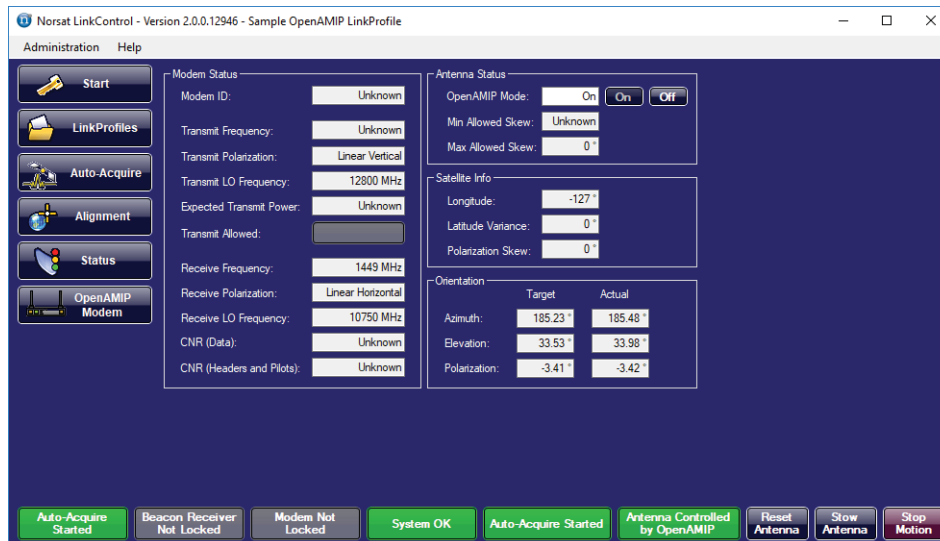 Norsat LinkControl - Version 2.0.0.12946 - Sample OpenAMIP LinkProfile
Administration Help
Start
LinkProfiles
Auto-Acquire
Alignment
Status
OpenAMIP
Modem
Modem Status
Modem ID: Unknown
Transmit Frequency: Unknown
Transmit Polarization: Linear Vertical
Transmit LO Frequency: 12800 MHz
Expected Transmit Power: Unknown
Transmit Allowed:
Receive Frequency: 1449 MHz
Receive Polarization: Linear Horizontal
Receive LO Frequency: 10750 MHz
CNR (Data): Unknown
CNR (Headers and Pilots): Unknown
Antenna Status
OpenAMIP Mode: On On Off
Min Allowed Skew: Unknown
Max Allowed Skew: 0 °
Satellite Info
Longitude: -127 °
Latitude Variance: 0 °
Polarization Skew: 0 °
Orientation
Target Actual
Azimuth: 185.23 ° 185.48 °
Elevation: 33.53 ° 33.98 °
Polarization: -3.41 ° -3.42 °
Auto-Acquire
Started
Beacon Receiver
Not Locked
Modem Not
Locked
System OK
Auto-Acquire Started
Antenna Controlled
by OpenAMIP
Reset
Antenna
Stow
Antenna
Stop
Motion